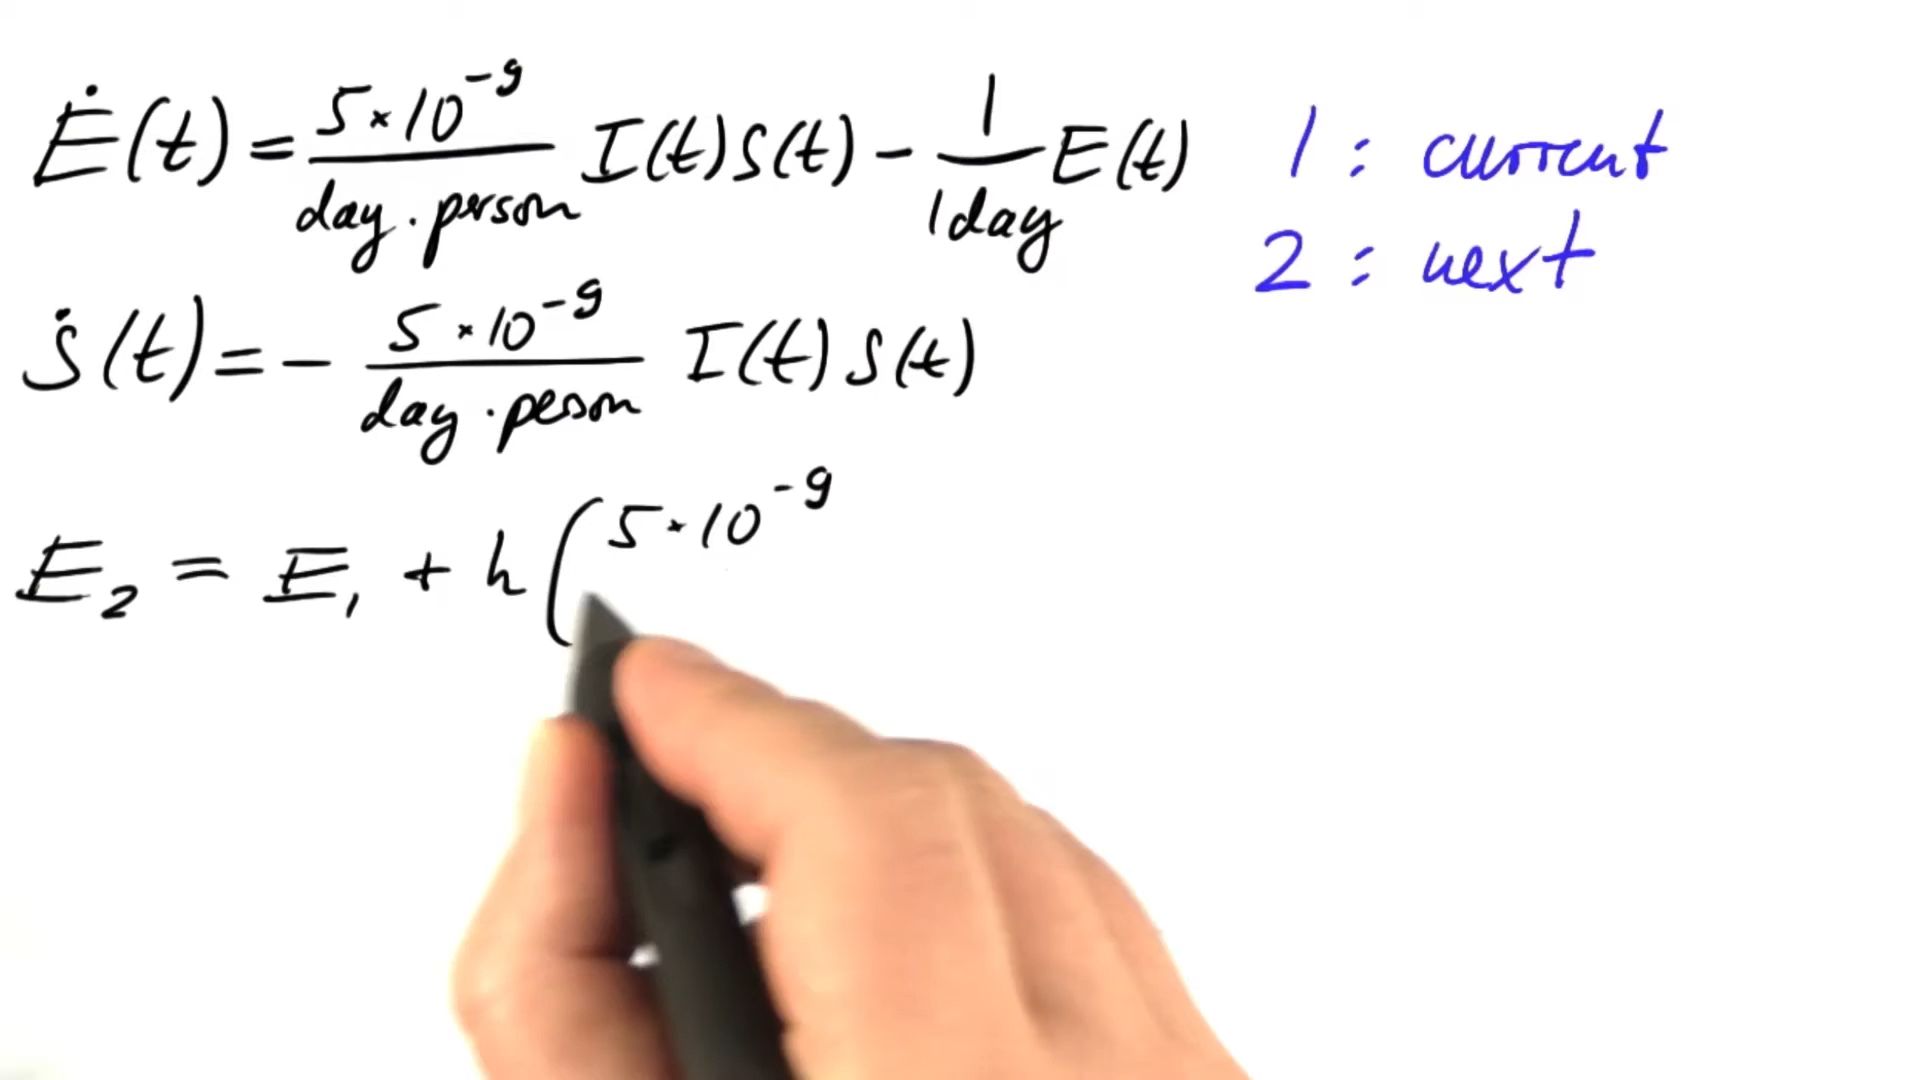 Ė(t) = 5×10⁻⁹ / day · person I(t)S(t) − 1 / 1day E(t)
1 : current
2 : next
Ṡ(t) = − 5×10⁻⁹ / day · person I(t)S(t)
E₂ = E₁ + h(5·10⁻⁹